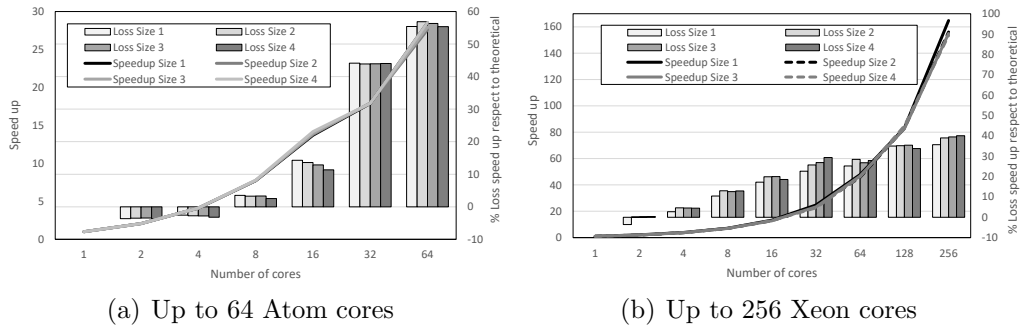 30
25
20
15
10
5
0
Speed up
Loss Size 1
Loss Size 2
Loss Size 3
Loss Size 4
Speedup Size 1
Speedup Size 2
Speedup Size 3
Speedup Size 4
60
50
40
30
20
10
0
-10
% Loss speed up respect to theoretical
1 2 4 8 16 32 64
Number of cores
(a) Up to 64 Atom cores
160
140
120
100
80
60
40
20
0
Speed up
Loss Size 1
Loss Size 2
Loss Size 3
Loss Size 4
Speedup Size 1
Speedup Size 2
Speedup Size 3
Speedup Size 4
100
90
80
70
60
50
40
30
20
10
0
-10
% Loss speed up respect to theoretical
1 2 4 8 16 32 64 128 256
Number of cores
(b) Up to 256 Xeon cores